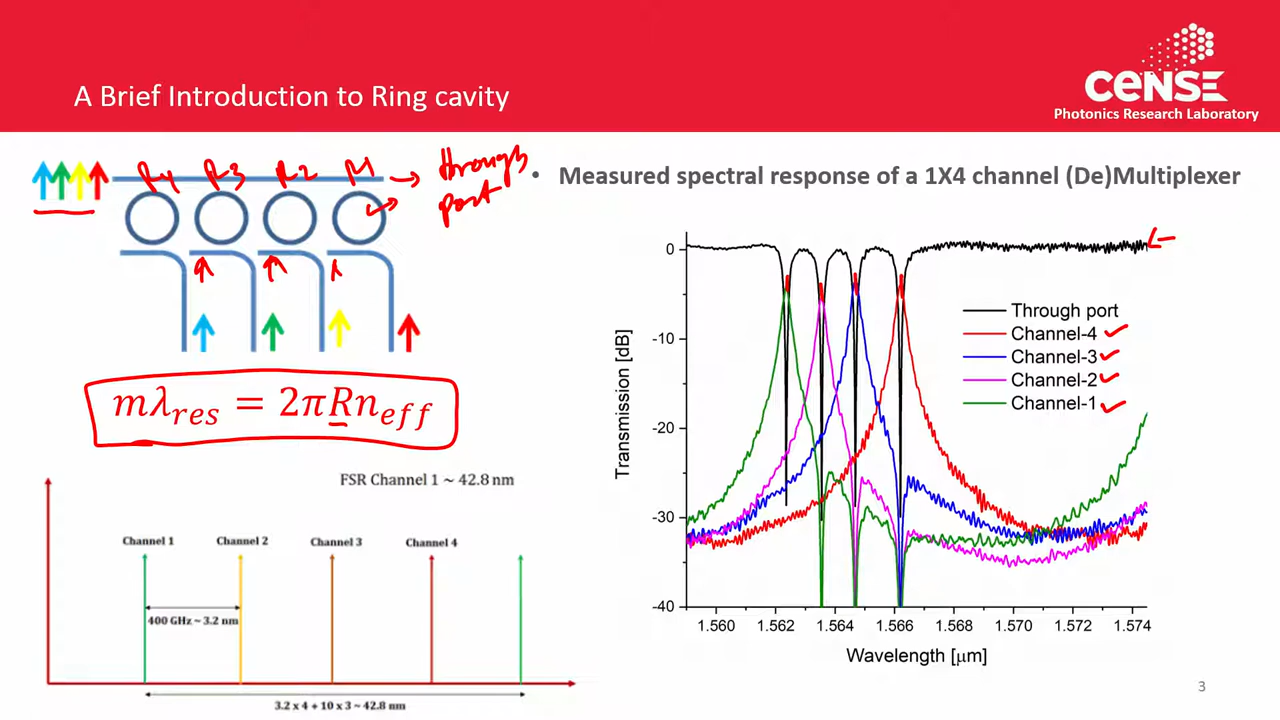 A Brief Introduction to Ring cavity
CENSE
Photonics Research Laboratory
R4 R3 R2 R1
through
port
• Measured spectral response of a 1X4 channel (De)Multiplexer
mλres = 2πRneff
FSR Channel 1 ~ 42.8 nm
Channel 1 Channel 2 Channel 3 Channel 4
400 GHz ~ 3.2 nm
3.2 x 4 + 10 x 3 ~ 42.8 nm
Transmission [dB]
0
-10
-20
-30
-40
Through port
Channel-4
Channel-3
Channel-2
Channel-1
1.560 1.562 1.564 1.566 1.568 1.570 1.572 1.574
Wavelength [μm]
3